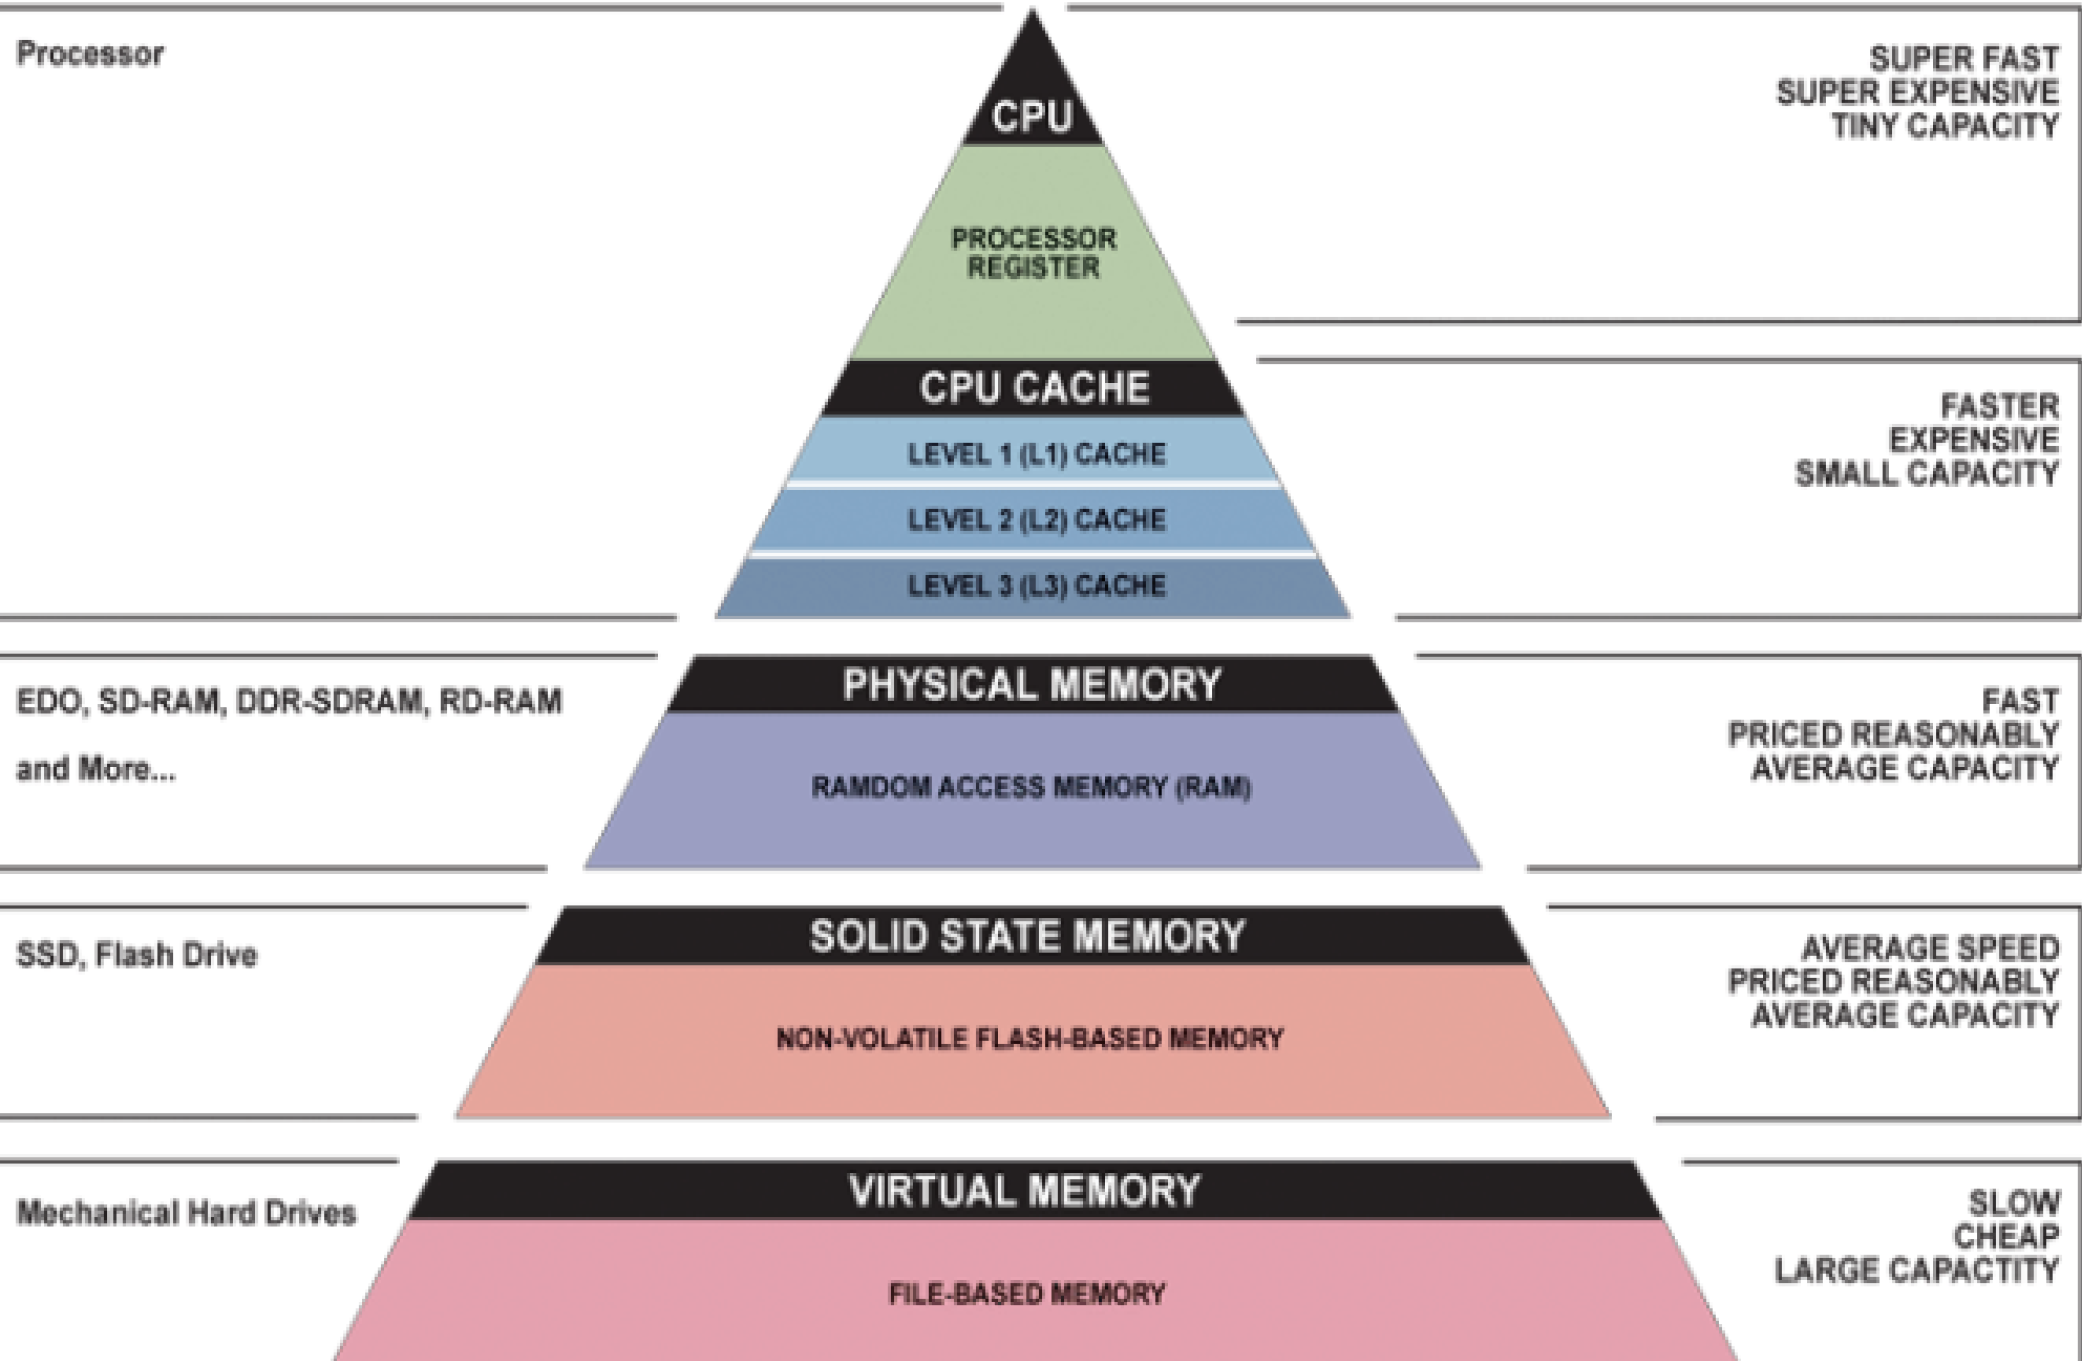 Processor
CPU
SUPER FAST
SUPER EXPENSIVE
TINY CAPACITY
PROCESSOR
REGISTER
CPU CACHE
LEVEL 1 (L1) CACHE
LEVEL 2 (L2) CACHE
LEVEL 3 (L3) CACHE
FASTER
EXPENSIVE
SMALL CAPACITY
EDO, SD-RAM, DDR-SDRAM, RD-RAM
and More...
PHYSICAL MEMORY
RAMDOM ACCESS MEMORY (RAM)
FAST
PRICED REASONABLY
AVERAGE CAPACITY
SSD, Flash Drive
SOLID STATE MEMORY
NON-VOLATILE FLASH-BASED MEMORY
AVERAGE SPEED
PRICED REASONABLY
AVERAGE CAPACITY
Mechanical Hard Drives
VIRTUAL MEMORY
FILE-BASED MEMORY
SLOW
CHEAP
LARGE CAPACTITY